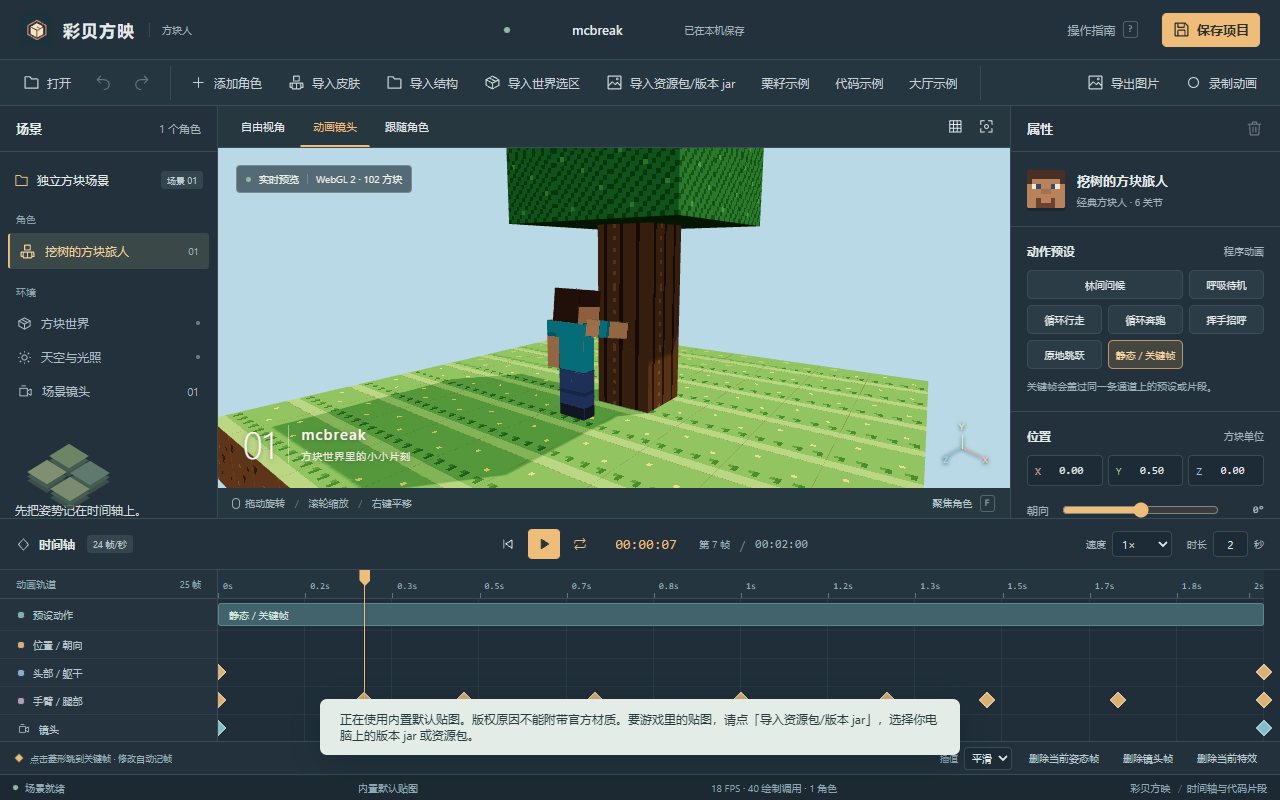 彩贝方映
方块人
mcbreak
已在本机保存
操作指南 ?
保存项目
打开
添加角色
导入皮肤
导入结构
导入世界选区
导入资源包/版本 jar
栗好示例
代码示例
大厅示例
导出图片
录制动画
场景
1 个角色
自由视角
动画镜头
跟随角色
属性
独立方块场景
场景 01
实时预览
WebGL 2 · 102 方块
挖树的方块旅人
经典方块人 · 6 关节
角色
挖树的方块旅人
01
环境
方块世界
天空与光照
场景镜头
01
先把姿势记在时间轴上。
01
mcbreak
方块世界里的小小片刻
Y
Z
X
拖动旋转 / 滚轮缩放 / 右键平移
聚焦角色 F
动作预设
程序动画
林间问候
呼吸待机
循环行走
循环奔跑
挥手招呼
原地跳跃
静态 / 关键帧
关键帧会盖过同一条通道上的预设或片段。
位置
方块单位
X 0.00
Y 0.50
Z 0.00
朝向
0°
时间轴
24 帧/秒
00:00:07
第 7 帧 / 00:02:00
速度 1×
时长 2 秒
动画轨道
25 帧
0s 0.2s 0.3s 0.5s 0.7s 0.8s 1s 1.2s 1.3s 1.5s 1.7s 1.8s 2s
预设动作
静态 / 关键帧
位置 / 朝向
头部 / 躯干
手臂 / 腿部
镜头
正在使用内置默认贴图。版权原因不能附带官方材质。要游戏里的贴图，请点「导入资源包/版本 jar」，选择你电
脑上的版本 jar 或资源包。
点击菱形跳到关键帧 · 修改自动记帧
插值 平滑
删除当前姿态帧
删除镜头帧
删除当前特效
场景就绪
内置默认贴图
18 FPS · 40 绘制调用 · 1 角色
彩贝方映 / 时间轴与代码片段